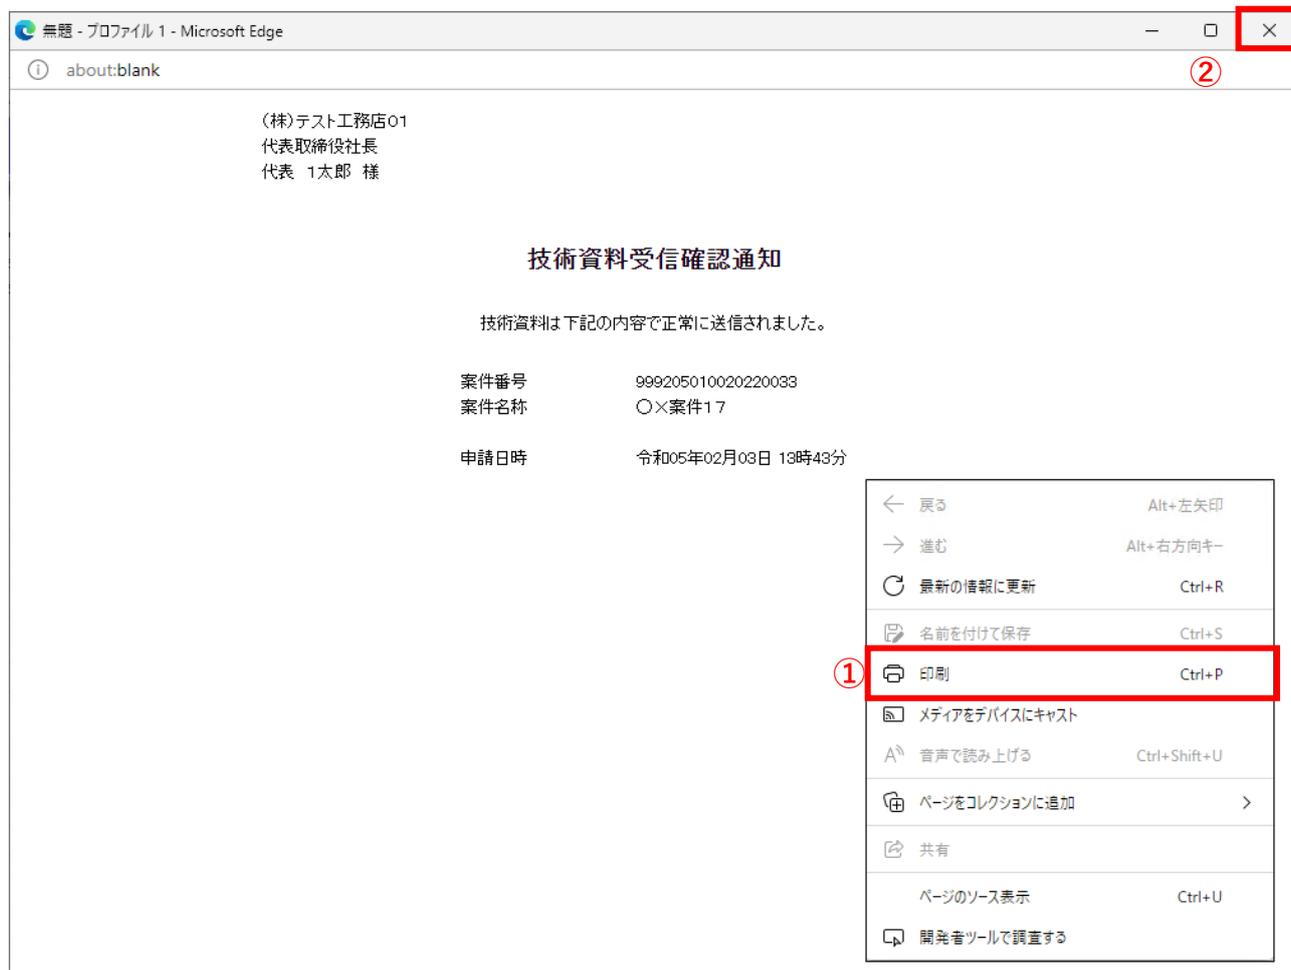 無題 - プロファイル 1 - Microsoft Edge
about:blank
②
(株)テスト工務店01
代表取締役社長
代表 1太郎 様
技術資料受信確認通知
技術資料は下記の内容で正常に送信されました。
案件番号 999205010020220033
案件名称 〇×案件17
申請日時 令和05年02月03日 13時43分
戻る Alt+左矢印
進む Alt+右方向キー
最新の情報に更新 Ctrl+R
名前を付けて保存 Ctrl+S
① 印刷 Ctrl+P
メディアをデバイスにキャスト
音声で読み上げる Ctrl+Shift+U
ページをコレクションに追加
共有
ページのソース表示 Ctrl+U
開発者ツールで調査する